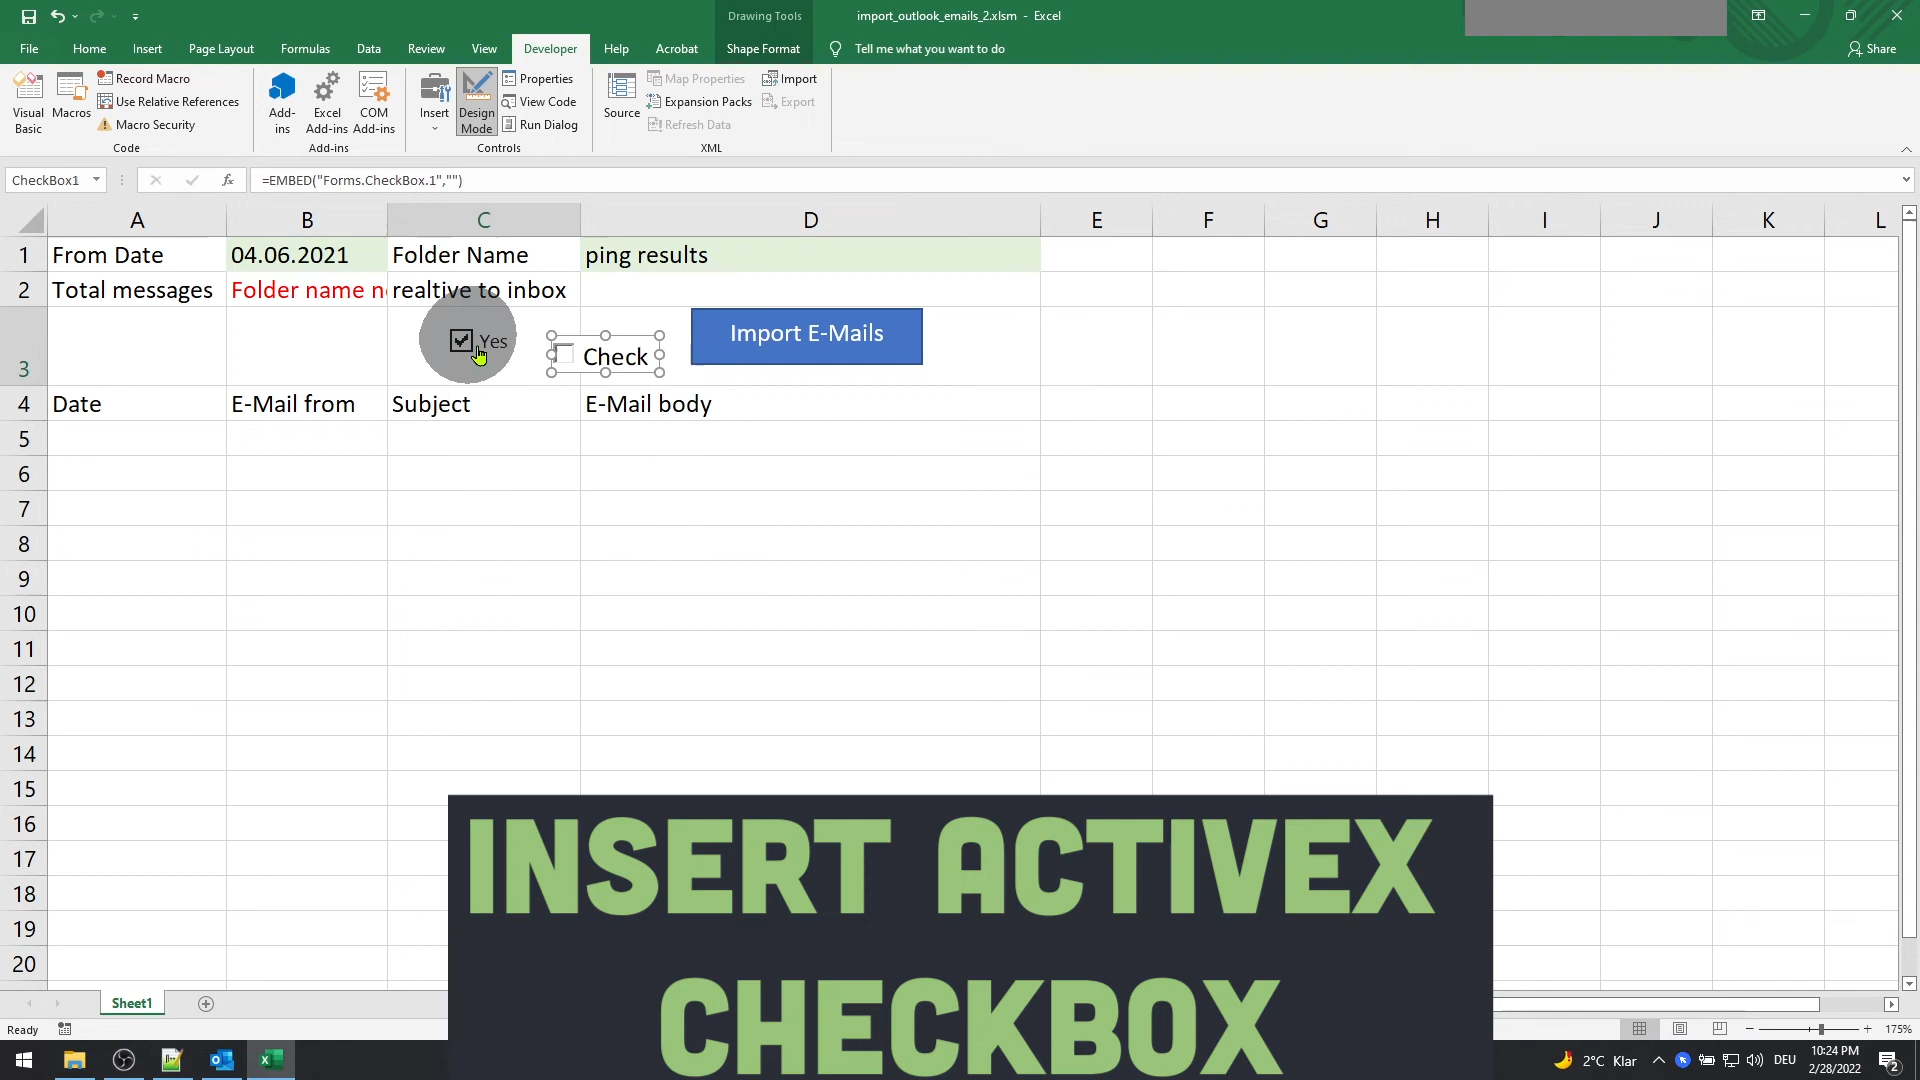 Drawing Tools
import_outlook_emails_2.xlsm - Excel
File Home Insert Page Layout Formulas Data Review View Developer Help Acrobat Shape Format Tell me what you want to do Share
Visual Basic
Macros
Record Macro
Use Relative References
Macro Security
Code
Add-ins
Excel Add-ins
COM Add-ins
Add-ins
Insert
Design Mode
Properties
View Code
Run Dialog
Controls
Source
Map Properties
Expansion Packs
Refresh Data
Import
Export
XML
CheckBox1
fx
=EMBED("Forms.CheckBox.1","")
A B C D E F G H I J K L
1 From Date 04.06.2021 Folder Name ping results
2 Total messages Folder name n realtive to inbox
3 Yes Check Import E-Mails
4 Date E-Mail from Subject E-Mail body
5
6
7
8
9
10
11
12
13
14
15
16
17
18
19
20
INSERT ACTIVEX
CHECKBOX
Sheet1
Ready
175%
2°C Klar
DEU
10:24 PM
2/28/2022
2